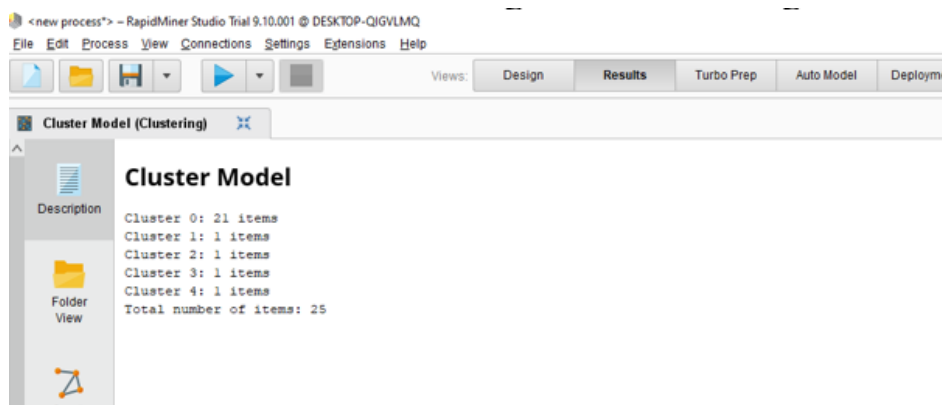 <new process*> – RapidMiner Studio Trial 9.10.001 @ DESKTOP-QIGVLMQ
File Edit Process View Connections Settings Extensions Help
Views: Design Results Turbo Prep Auto Model Deploym
Cluster Model (Clustering)
Cluster Model
Description
Cluster 0: 21 items
Cluster 1: 1 items
Cluster 2: 1 items
Cluster 3: 1 items
Cluster 4: 1 items
Total number of items: 25
Folder
View